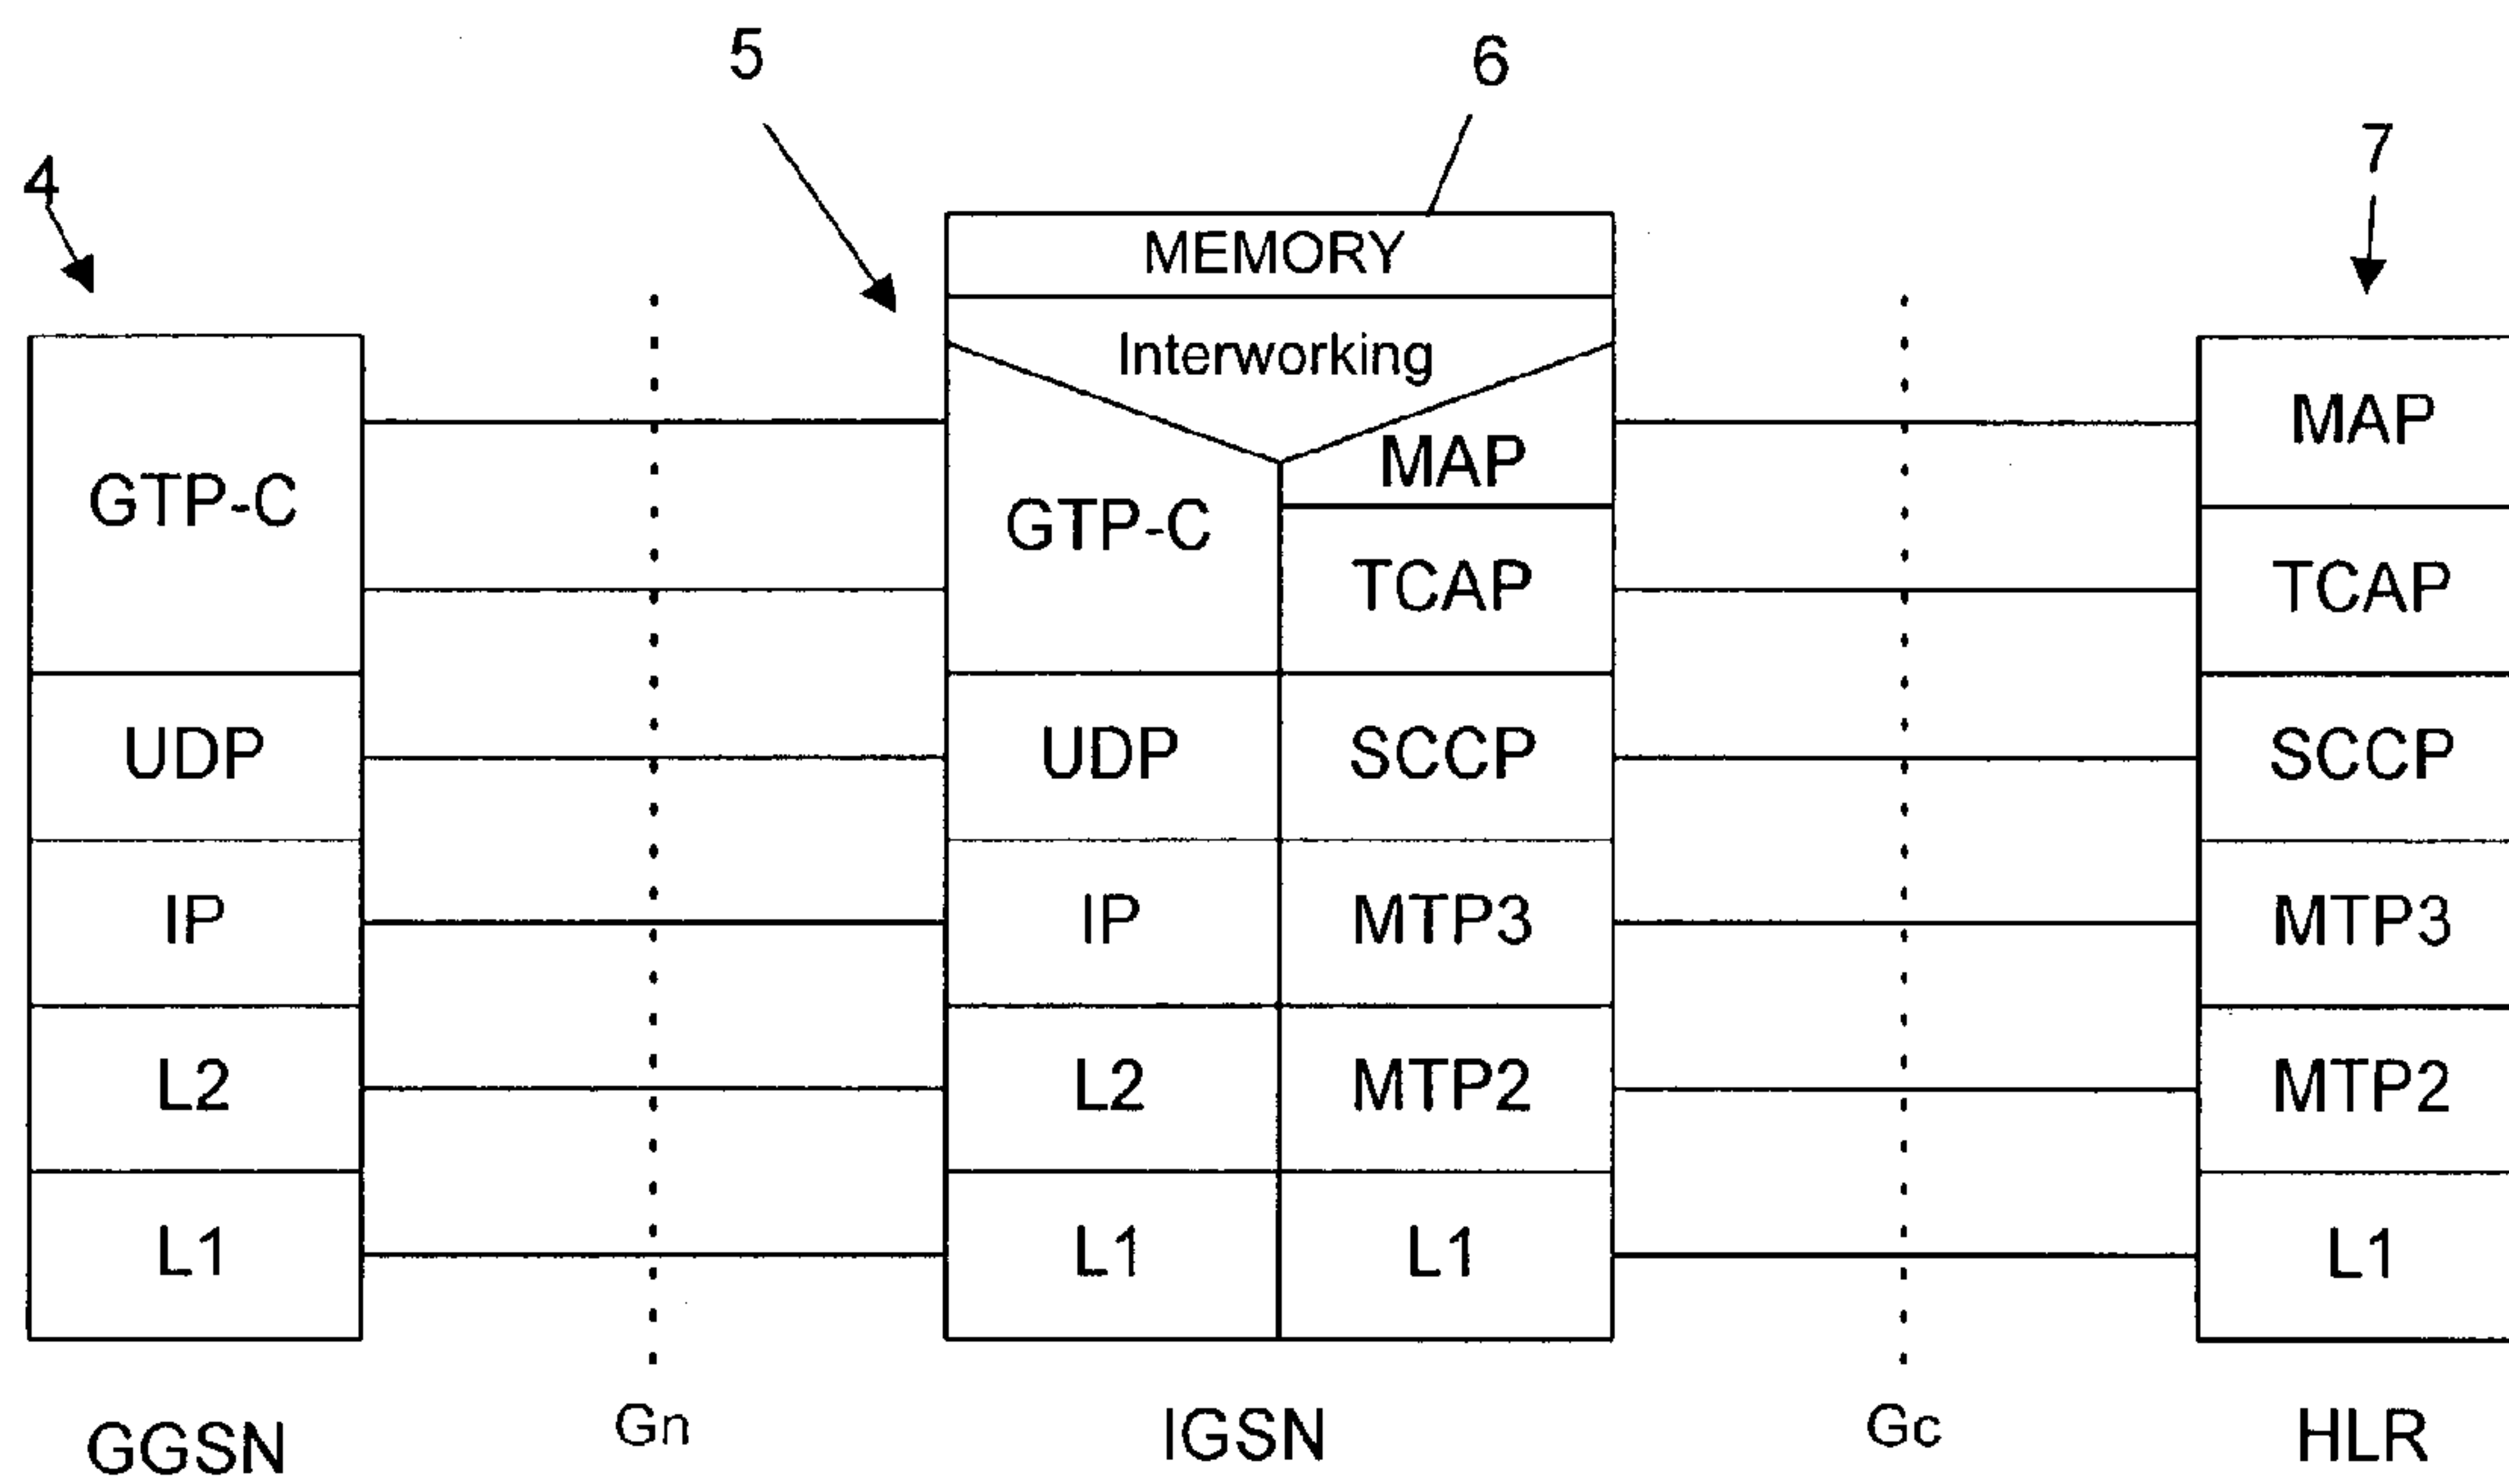 5
6
7
4
MEMORY
Interworking
MAP
GTP-C
MAP
GTP-C
TCAP
TCAP
UDP
UDP
SCCP
SCCP
IP
IP
MTP3
MTP3
L2
L2
MTP2
MTP2
L1
L1
L1
L1
GGSN
Gn
IGSN
Gc
HLR